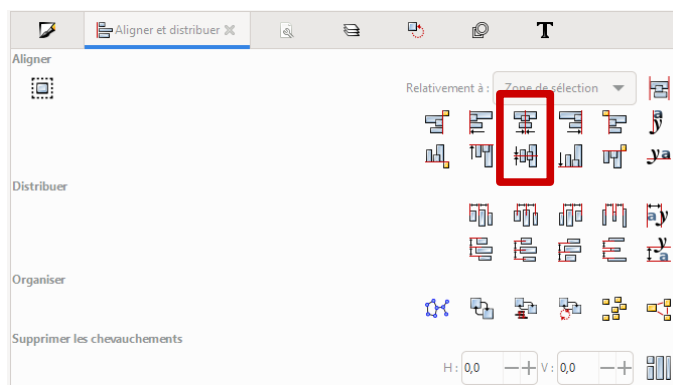 Aligner et distribuer
Aligner
Relativement à : Zone de sélection
Distribuer
Organiser
Supprimer les chevauchements
H : 0,0 V : 0,0